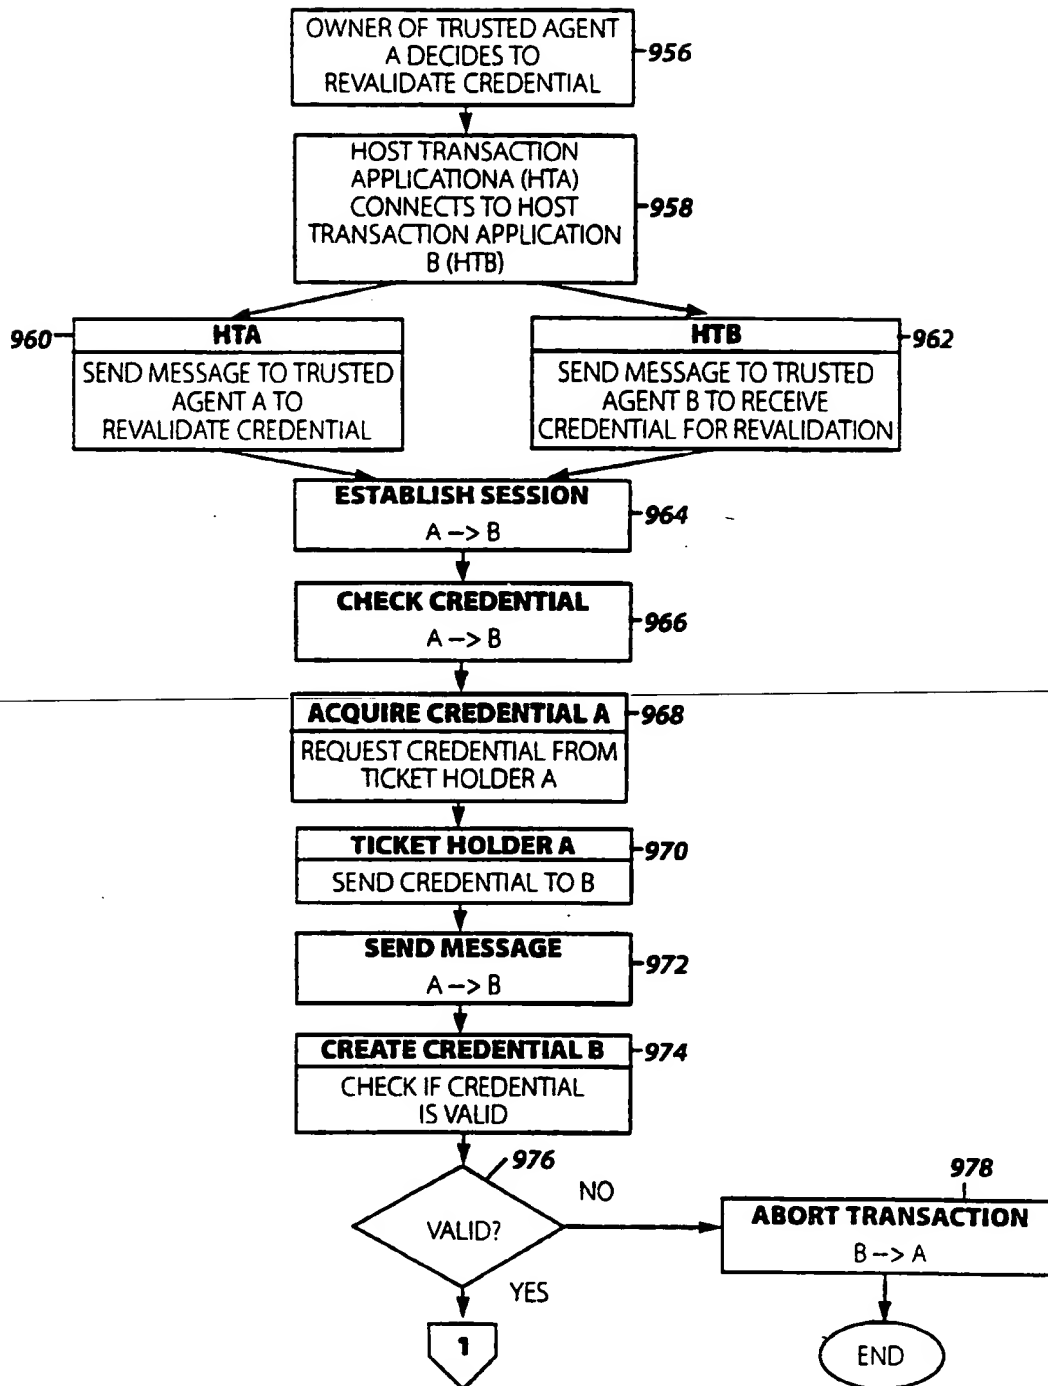 OWNER OF TRUSTED AGENT
A DECIDES TO
REVALIDATE CREDENTIAL
956
HOST TRANSACTION
APPLICATIONA (HTA)
CONNECTS TO HOST
TRANSACTION APPLICATION
B (HTB)
958
960
HTA
SEND MESSAGE TO TRUSTED
AGENT A TO
REVALIDATE CREDENTIAL
HTB
962
SEND MESSAGE TO TRUSTED
AGENT B TO RECEIVE
CREDENTIAL FOR REVALIDATION
ESTABLISH SESSION
A –> B
964
CHECK CREDENTIAL
A –> B
966
ACQUIRE CREDENTIAL A
968
REQUEST CREDENTIAL FROM
TICKET HOLDER A
TICKET HOLDER A
970
SEND CREDENTIAL TO B
SEND MESSAGE
A –> B
972
CREATE CREDENTIAL B
974
CHECK IF CREDENTIAL
IS VALID
976
VALID?
NO
978
ABORT TRANSACTION
B –> A
YES
1
END